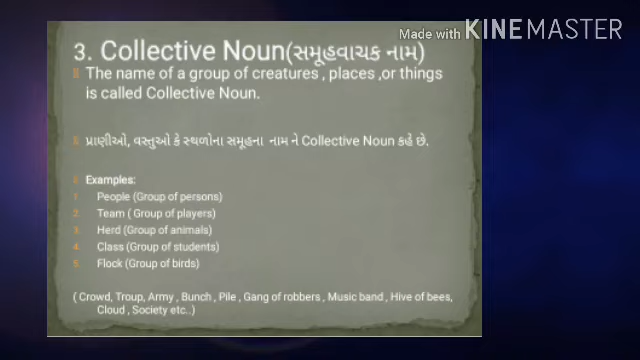 Made with KINEMASTER
3. Collective Noun(સમૂહવાચક નામ)
The name of a group of creatures , places ,or things
is called Collective Noun.
પ્રાણીઓ, વસ્તુઓ કે સ્થળોના સમૂહના નામ ને Collective Noun કહે છે.
Examples:
1. People (Group of persons)
2. Team ( Group of players)
3. Herd (Group of animals)
4. Class (Group of students)
5. Flock (Group of birds)
( Crowd, Troup, Army , Bunch , Pile , Gang of robbers , Music band , Hive of bees,
Cloud , Society etc..)